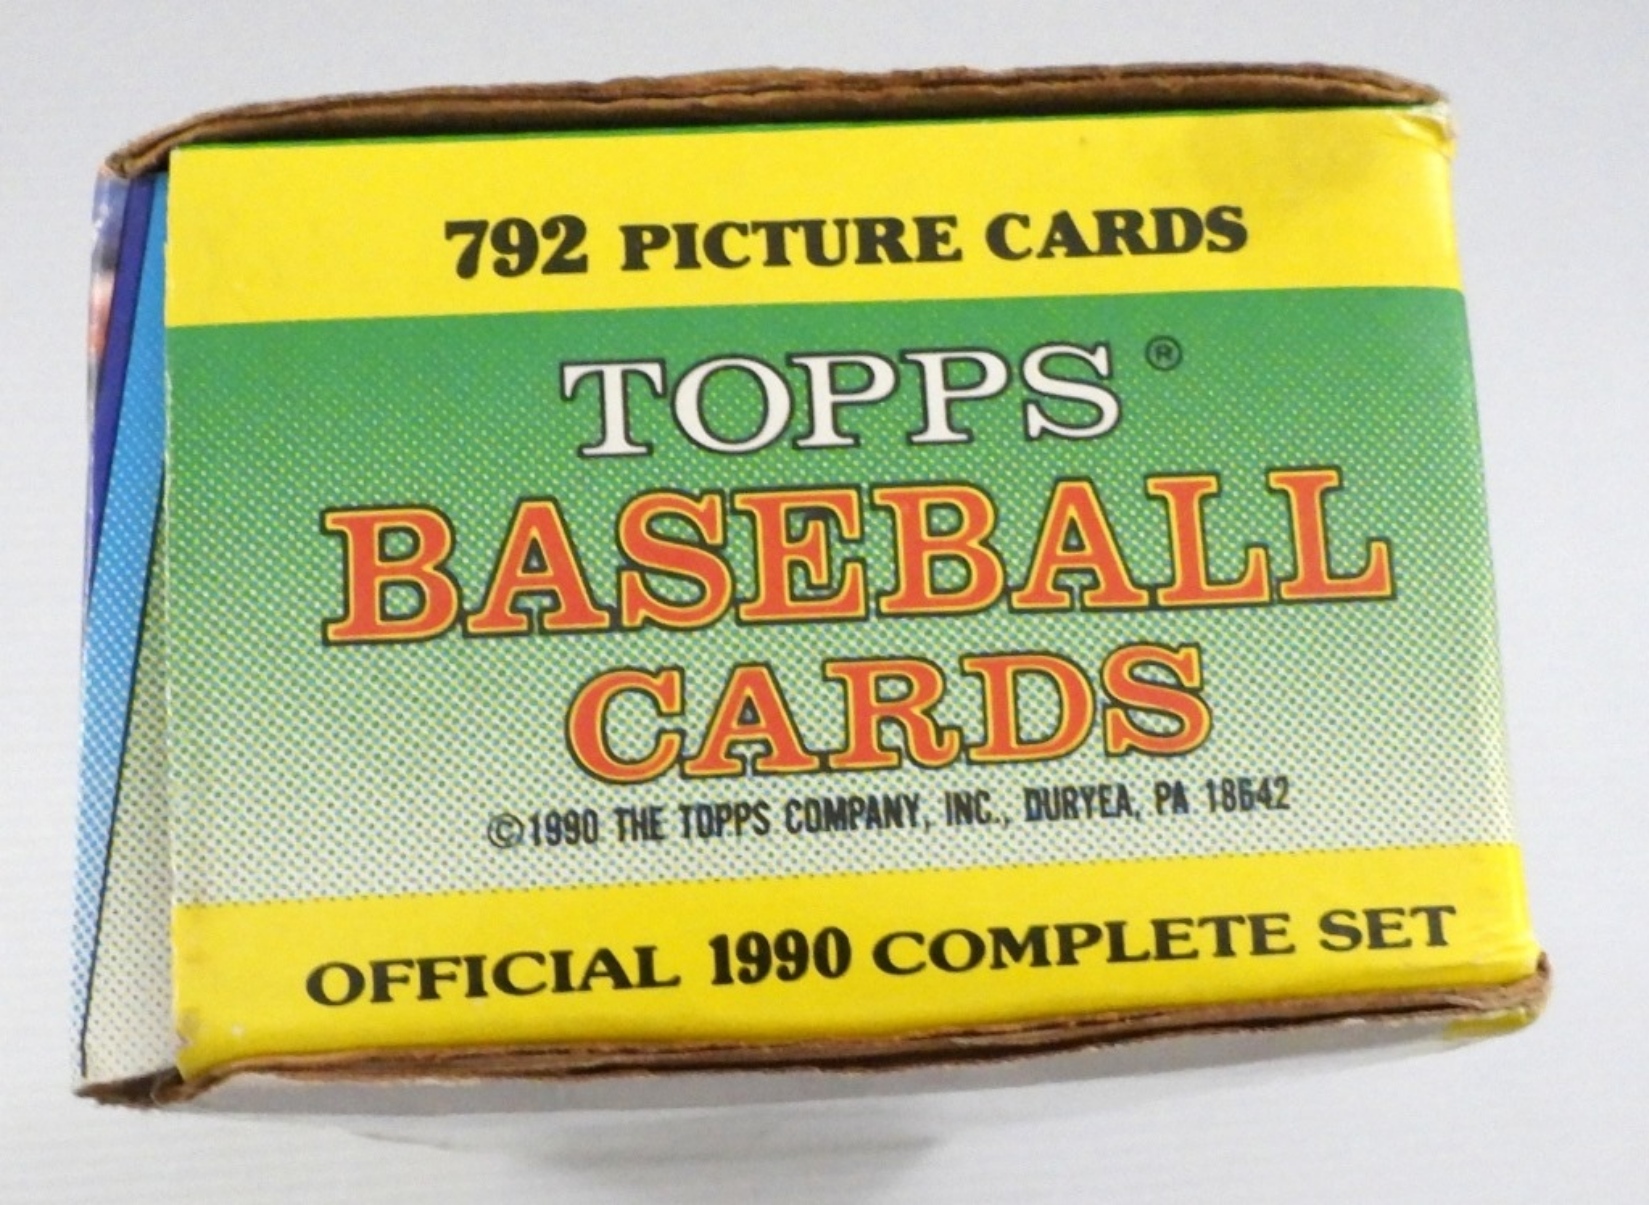 792 PICTURE CARDS
TOPPS®
BASEBALL
CARDS
©1990 THE TOPPS COMPANY, INC., DURYEA, PA 18642
OFFICIAL 1990 COMPLETE SET